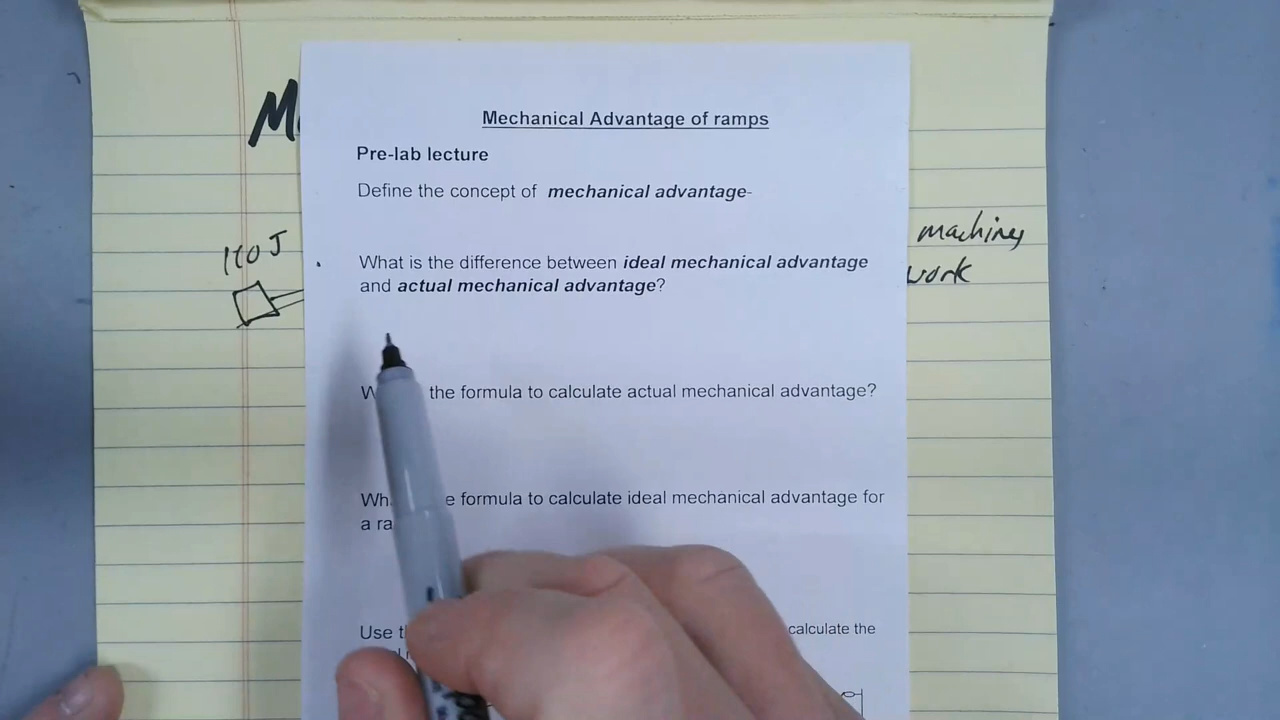 Mechanical Advantage of ramps
Pre-lab lecture
Define the concept of mechanical advantage-
110 J
machines
work
What is the difference between ideal mechanical advantage
and actual mechanical advantage?
the formula to calculate actual mechanical advantage?
formula to calculate ideal mechanical advantage for
a
Use
calculate the